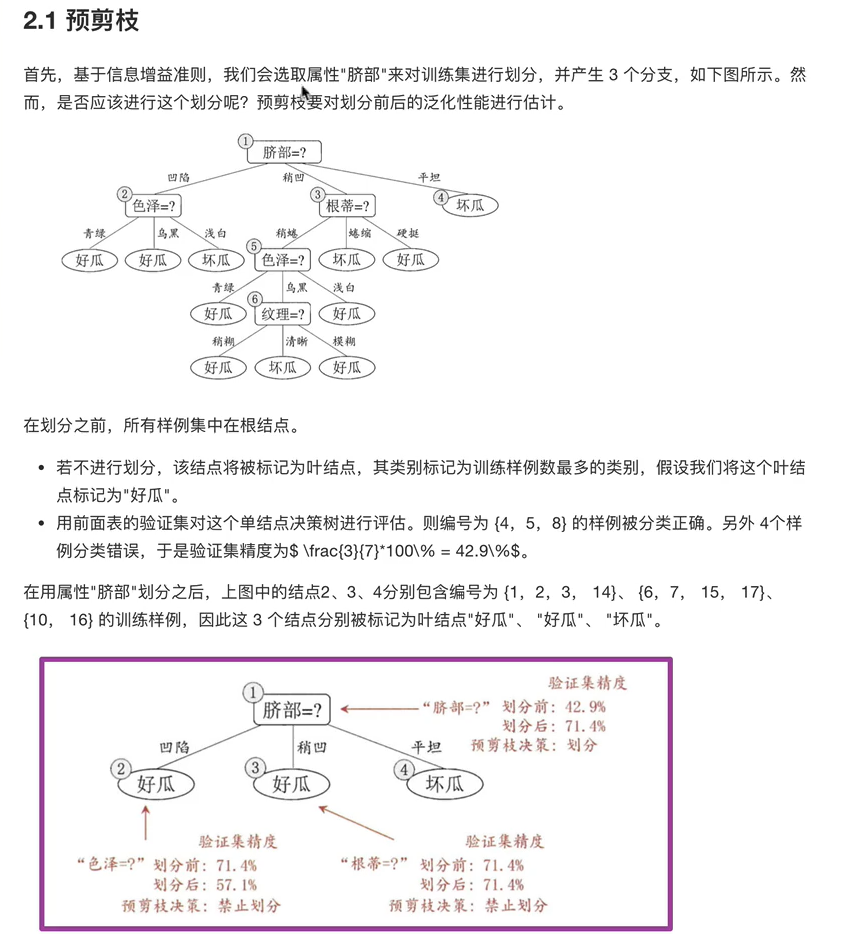 2.1 预剪枝
首先，基于信息增益准则，我们会选取属性"脐部"来对训练集进行划分，并产生 3 个分支，如下图所示。然
而，是否应该进行这个划分呢？预剪枝要对划分前后的泛化性能进行估计。
① 脐部=?
凹陷 稍凹 平坦
② 色泽=? ③ 根蒂=? ④ 坏瓜
青绿 乌黑 浅白 稍蜷 蜷缩 硬挺
好瓜 好瓜 坏瓜 ⑤ 色泽=? 坏瓜 好瓜
青绿 乌黑 浅白
好瓜 ⑥ 纹理=? 好瓜
稍糊 清晰 模糊
好瓜 坏瓜 好瓜
在划分之前，所有样例集中在根结点。
• 若不进行划分，该结点将被标记为叶结点，其类别标记为训练样例数最多的类别，假设我们将这个叶结
点标记为"好瓜"。
• 用前面表的验证集对这个单结点决策树进行评估。则编号为 {4，5，8} 的样例被分类正确。另外 4个样
例分类错误，于是验证集精度为$ \frac{3}{7}*100\% = 42.9\%$。
在用属性"脐部"划分之后，上图中的结点2、3、4分别包含编号为 {1，2，3， 14}、 {6，7， 15， 17}、
{10， 16} 的训练样例，因此这 3 个结点分别被标记为叶结点"好瓜"、 "好瓜"、 "坏瓜"。
验证集精度
① 脐部=? “脐部=?” 划分前: 42.9%
划分后: 71.4%
凹陷 稍凹 平坦 预剪枝决策: 划分
② 好瓜 ③ 好瓜 ④ 坏瓜
验证集精度 验证集精度
“色泽=?” 划分前: 71.4% “根蒂=?” 划分前: 71.4%
划分后: 57.1% 划分后: 71.4%
预剪枝决策: 禁止划分 预剪枝决策: 禁止划分